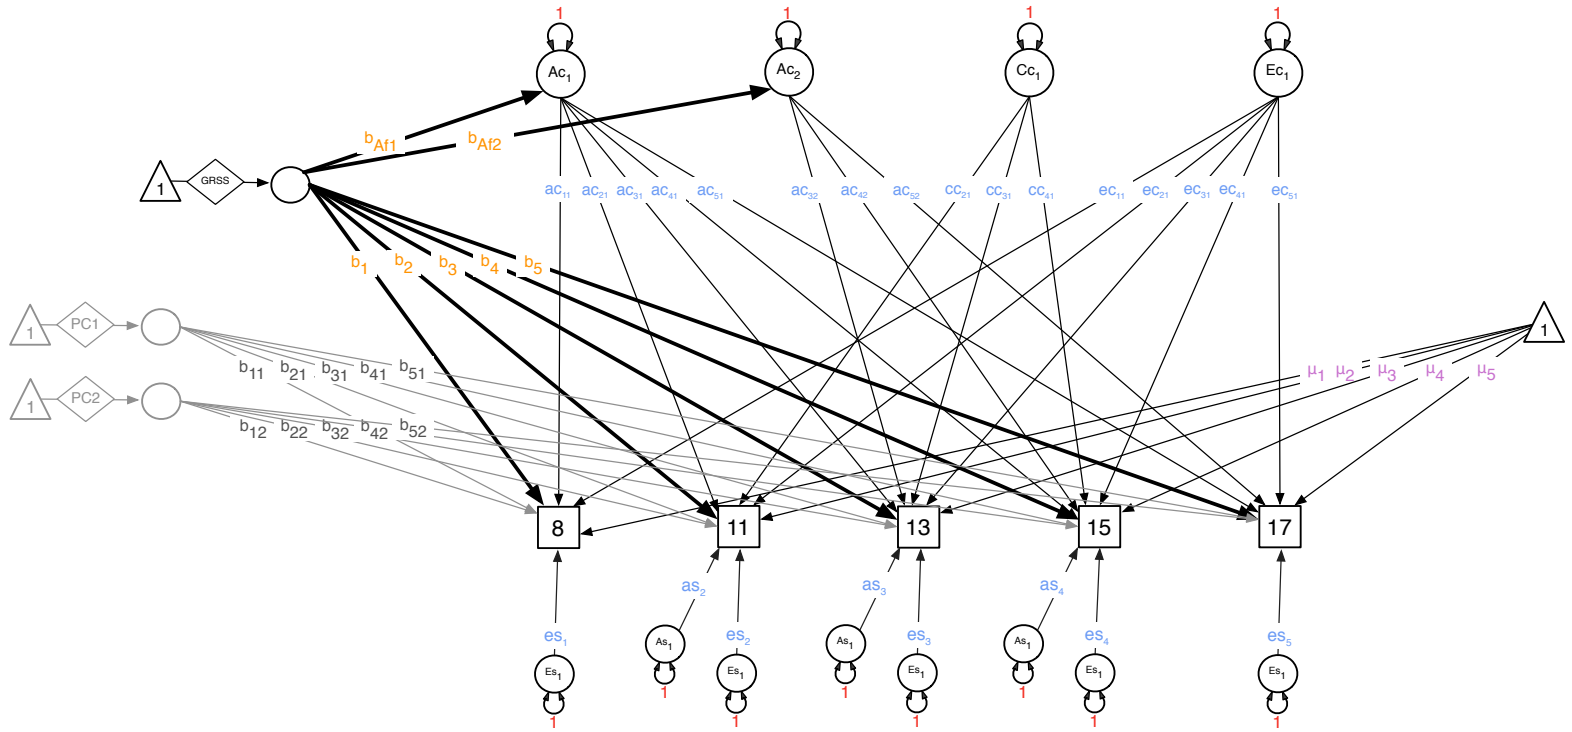 1 1 1 1
Ac₁ Ac₂ Cc₁ Ec₁
b_Af1 b_Af2
1 GRSS
ac₁₁ ac₂₁ ac₃₁ ac₄₁ ac₅₁ ac₃₂ ac₄₂ ac₅₂ cc₂₁ cc₃₁ cc₄₁ ec₁₁ ec₂₁ ec₃₁ ec₄₁ ec₅₁
b₁ b₂ b₃ b₄ b₅
1 PC1 1
b₁₁ b₂₁ b₃₁ b₄₁ b₅₁ μ₁ μ₂ μ₃ μ₄ μ₅
1 PC2
b₁₂ b₂₂ b₃₂ b₄₂ b₅₂
8 11 13 15 17
as₂ as₃ as₄
es₁ es₂ es₃ es₄ es₅
As₁ As₁ As₁
Es₁ Es₁ Es₁ Es₁ Es₁
1 1 1
1 1 1 1 1